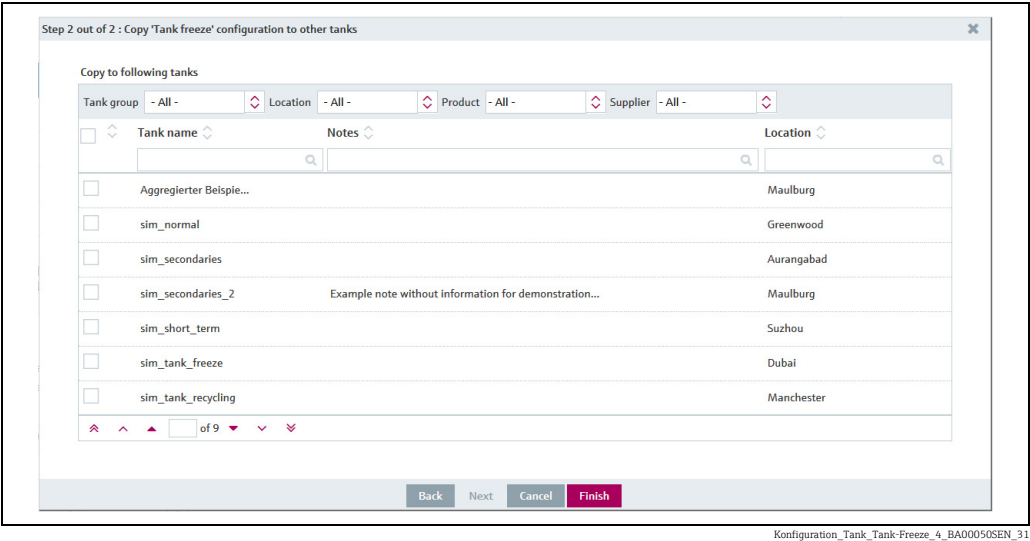 Step 2 out of 2 : Copy 'Tank freeze' configuration to other tanks
Copy to following tanks
Tank group - All - Location - All - Product - All - Supplier - All -
Tank name Notes Location
Aggregierter Beispie... Maulburg
sim_normal Greenwood
sim_secondaries Aurangabad
sim_secondaries_2 Example note without information for demonstration... Maulburg
sim_short_term Suzhou
sim_tank_freeze Dubai
sim_tank_recycling Manchester
of 9
Back Next Cancel Finish
Konfiguration_Tank_Tank-Freeze_4_BA00050SEN_31